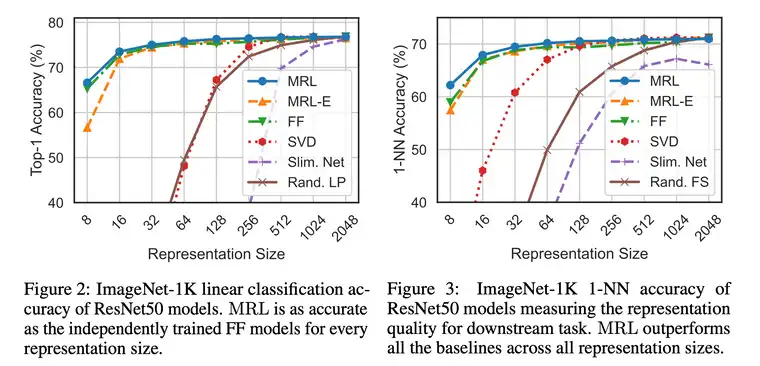 80
70
60
50
40
Top-1 Accuracy (%)
MRL
MRL-E
FF
SVD
Slim. Net
Rand. LP
8 16 32 64 128 256 512 1024 2048
Representation Size
70
60
50
40
1-NN Accuracy (%)
MRL
MRL-E
FF
SVD
Slim. Net
Rand. FS
8 16 32 64 128 256 512 1024 2048
Representation Size
Figure 2: ImageNet-1K linear classification ac-
curacy of ResNet50 models. MRL is as accurate
as the independently trained FF models for every
representation size.
Figure 3: ImageNet-1K 1-NN accuracy of
ResNet50 models measuring the representation
quality for downstream task. MRL outperforms
all the baselines across all representation sizes.